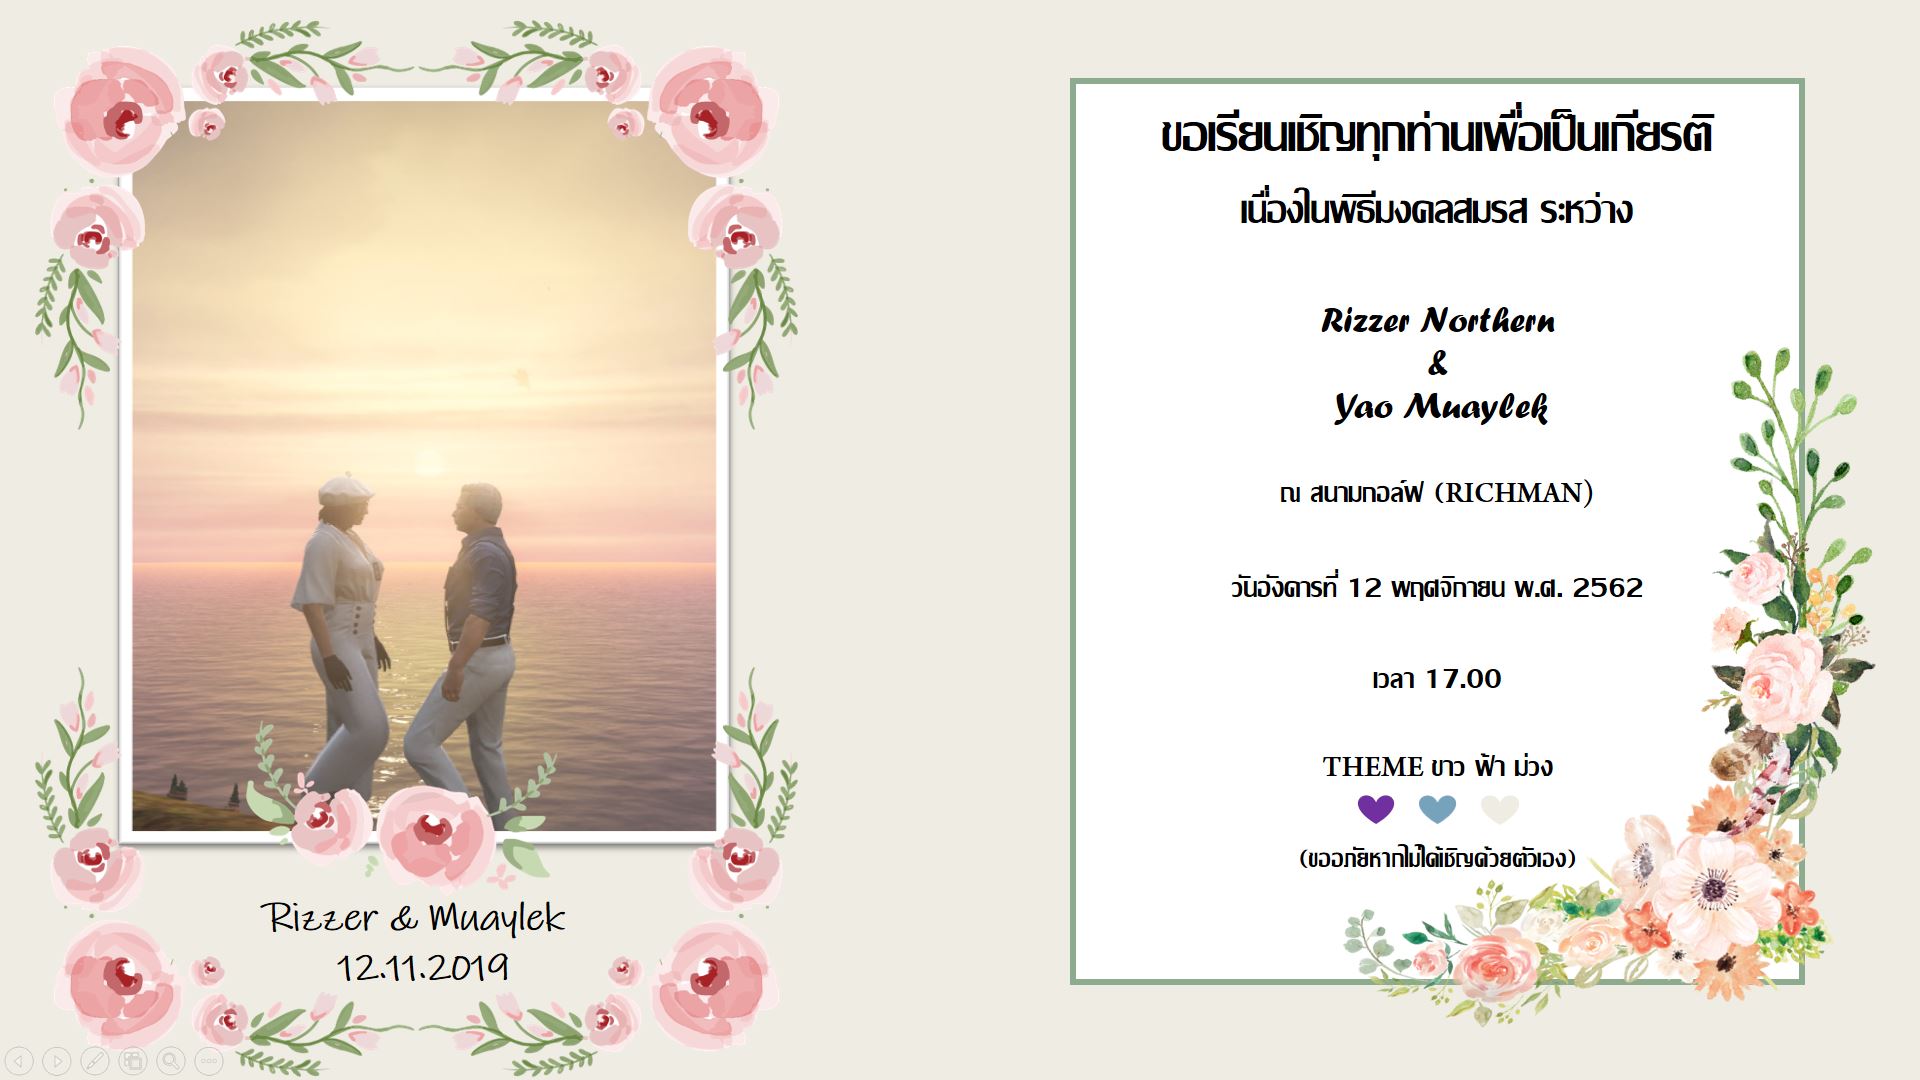 Rizzer & Muaylek
12.11.2019
ขอเรียนเชิญทุกท่านเพื่อเป็นเกียรติ
เนื่องในพิธีมงคลสมรส ระหว่าง
Rizzer Northern
&
Yao Muaylek
ณ สนามกอล์ฟ (RICHMAN)
วันอังคารที่ 12 พฤศจิกายน พ.ศ. 2562
เวลา 17.00
THEME ขาว ฟ้า ม่วง
(ขออภัยหากไม่ได้เชิญด้วยตัวเอง)